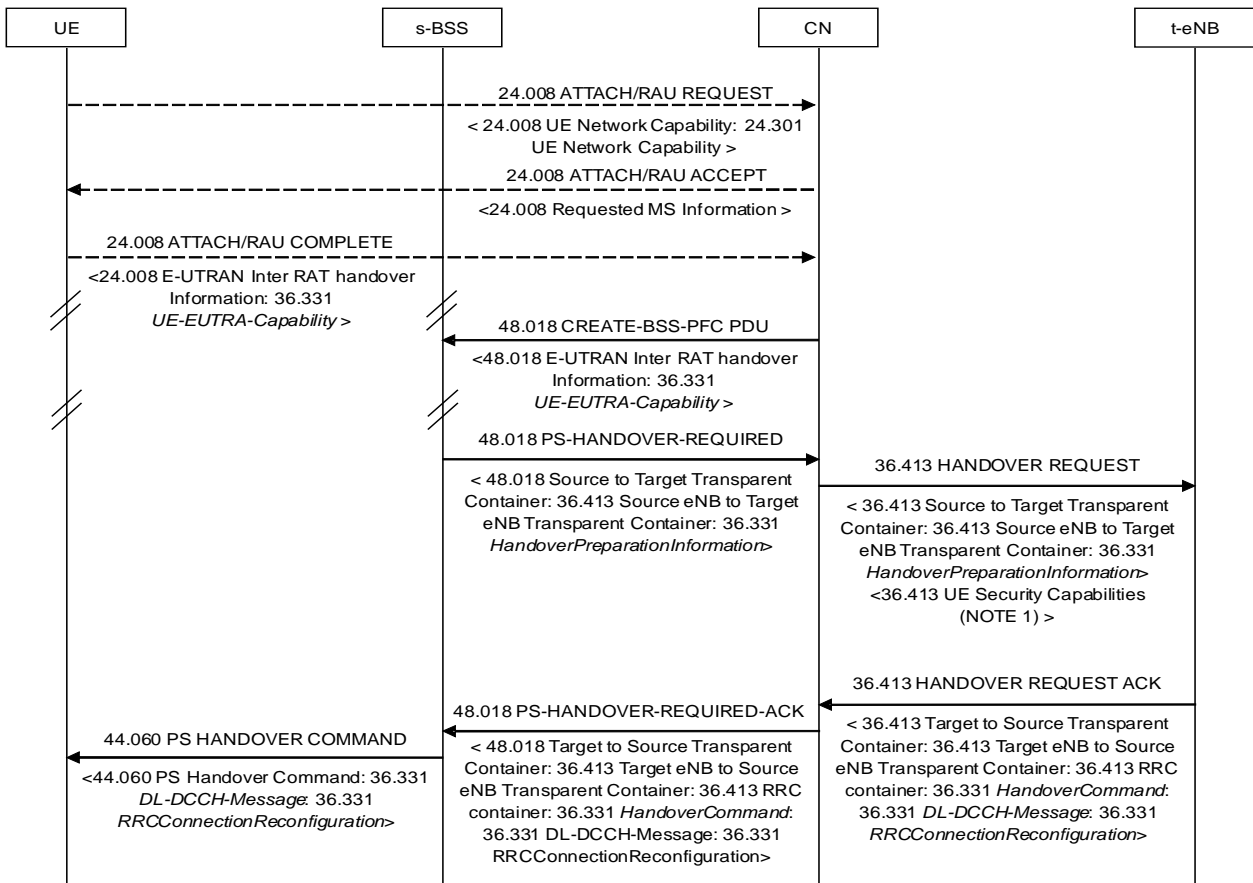 UE
s-BSS
CN
t-eNB
24.008 ATTACH/RAU REQUEST
< 24.008 UE Network Capability: 24.301
UE Network Capability >
24.008 ATTACH/RAU ACCEPT
<24.008 Requested MS Information >
24.008 ATTACH/RAU COMPLETE
<24.008 E-UTRAN Inter RAT handover
Information: 36.331
UE-EUTRA-Capability >
48.018 CREATE-BSS-PFC PDU
<48.018 E-UTRAN Inter RAT handover
Information: 36.331
UE-EUTRA-Capability >
48.018 PS-HANDOVER-REQUIRED
< 48.018 Source to Target Transparent
Container: 36.413 Source eNB to Target
eNB Transparent Container: 36.331
HandoverPreparationInformation>
36.413 HANDOVER REQUEST
< 36.413 Source to Target Transparent
Container: 36.413 Source eNB to Target
eNB Transparent Container: 36.331
HandoverPreparationInformation>
<36.413 UE Security Capabilities
(NOTE 1) >
36.413 HANDOVER REQUEST ACK
< 36.413 Target to Source Transparent
Container: 36.413 Target eNB to Source
eNB Transparent Container: 36.413 RRC
container: 36.331 HandoverCommand:
36.331 DL-DCCH-Message: 36.331
RRCConnectionReconfiguration>
48.018 PS-HANDOVER-REQUIRED-ACK
< 48.018 Target to Source Transparent
Container: 36.413 Target eNB to Source
eNB Transparent Container: 36.413 RRC
container: 36.331 HandoverCommand:
36.331 DL-DCCH-Message: 36.331
RRCConnectionReconfiguration>
44.060 PS HANDOVER COMMAND
<44.060 PS Handover Command: 36.331
DL-DCCH-Message: 36.331
RRCConnectionReconfiguration>